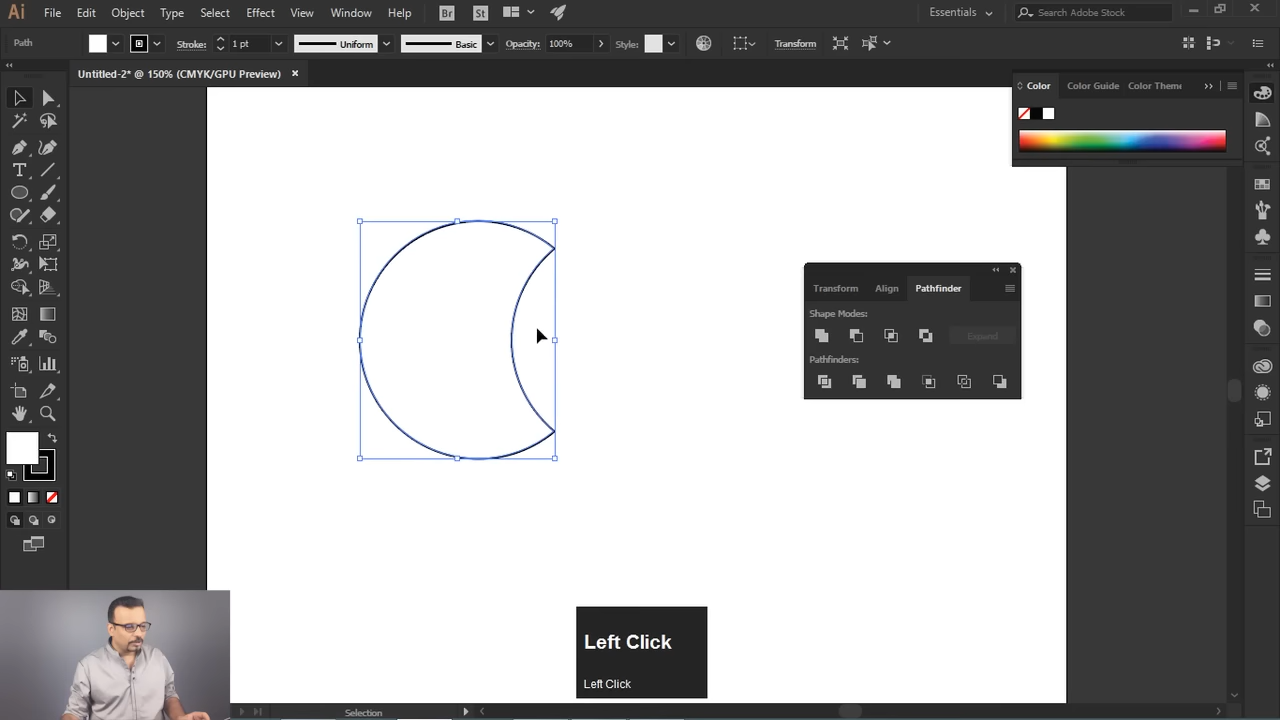 Ai File Edit Object Type Select Effect View Window Help Br St Essentials Search Adobe Stock
Path Stroke: 1 pt Uniform Basic Opacity: 100% Style: Transform
Untitled-2* @ 150% (CMYK/GPU Preview)
Color Color Guide Color Theme
Transform Align Pathfinder
Shape Modes:
Expand
Pathfinders:
Left Click
Left Click
Selection